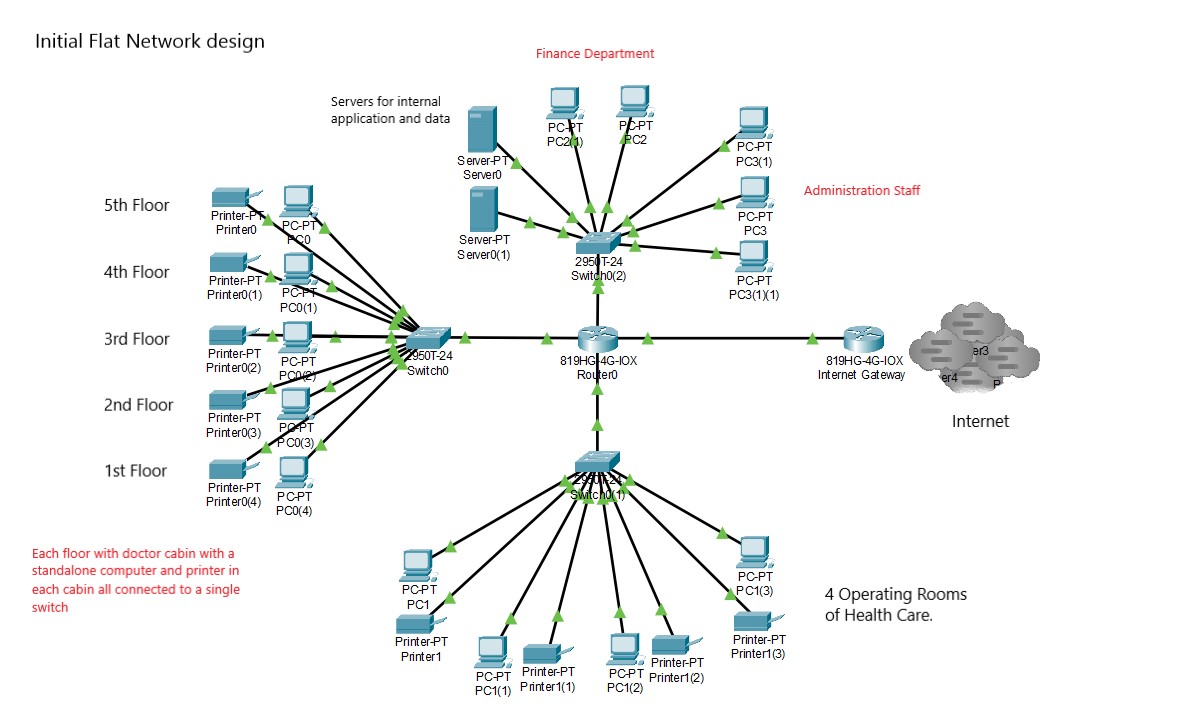 Initial Flat Network design
Finance Department
Servers for internal
application and data
Server-PT
Server0
Server-PT
Server0(1)
PC-PT
PC2(1)
PC-PT
PC2
PC-PT
PC3(1)
Administration Staff
PC-PT
PC3
PC-PT
PC3(1)(1)
2950T-24
Switch0(2)
5th Floor
Printer-PT
Printer0
PC-PT
PC0
4th Floor
Printer-PT
Printer0(1)
PC-PT
PC0(1)
3rd Floor
Printer-PT
Printer0(2)
PC-PT
PC0(2)
2nd Floor
Printer-PT
Printer0(3)
PC-PT
PC0(3)
1st Floor
Printer-PT
Printer0(4)
PC-PT
PC0(4)
2950T-24
Switch0
819HG-4G-IOX
Router0
819HG-4G-IOX
Internet Gateway
er3
er4
P
Internet
2950T-24
Switch0(1)
Each floor with doctor cabin with a
standalone computer and printer in
each cabin all connected to a single
switch
PC-PT
PC1
Printer-PT
Printer1
PC-PT
PC1(1)
Printer-PT
Printer1(1)
PC-PT
PC1(2)
Printer-PT
Printer1(2)
PC-PT
PC1(3)
Printer-PT
Printer1(3)
4 Operating Rooms
of Health Care.